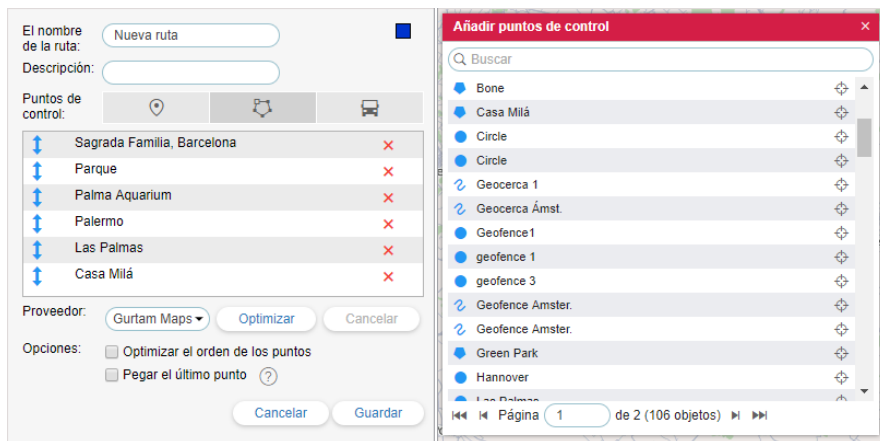 El nombre
de la ruta:
Nueva ruta
Descripción:
Puntos de
control:
Sagrada Familia, Barcelona
Parque
Palma Aquarium
Palermo
Las Palmas
Casa Milá
Proveedor:
Gurtam Maps
Optimizar
Cancelar
Opciones:
Optimizar el orden de los puntos
Pegar el último punto ?
Cancelar
Guardar
Añadir puntos de control
Buscar
Bone
Casa Milá
Circle
Circle
Geocerca 1
Geocerca Ámst.
Geofence1
geofence 1
geofence 3
Geofence Amster.
Geofence Amster.
Green Park
Hannover
Las Palmas
Página 1 de 2 (106 objetos)